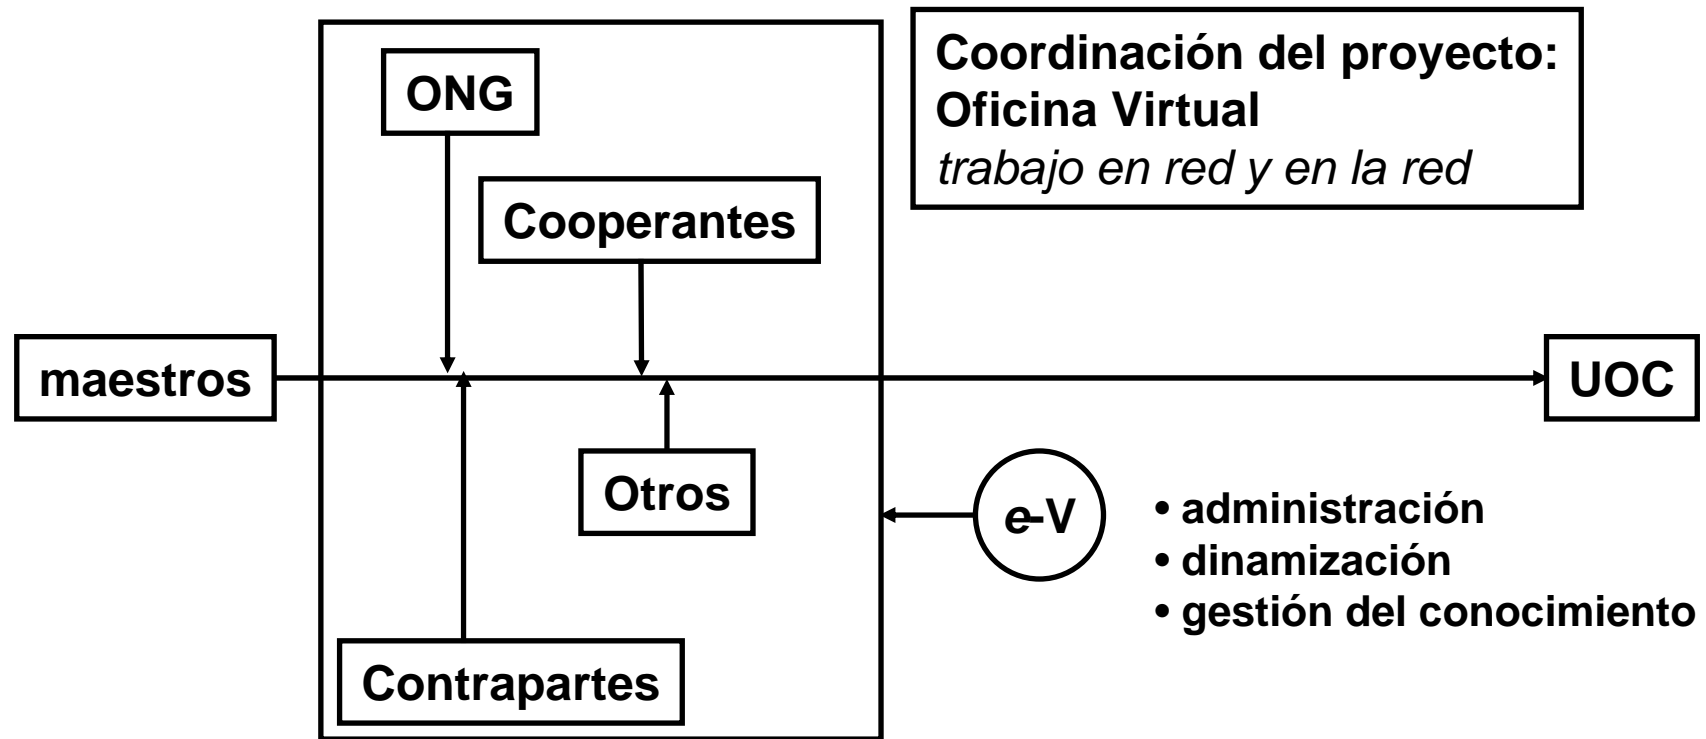 Coordinación del proyecto:
Oficina Virtual
trabajo en red y en la red
ONG
Cooperantes
maestros
UOC
Otros
e-V
• administración
• dinamización
• gestión del conocimiento
Contrapartes